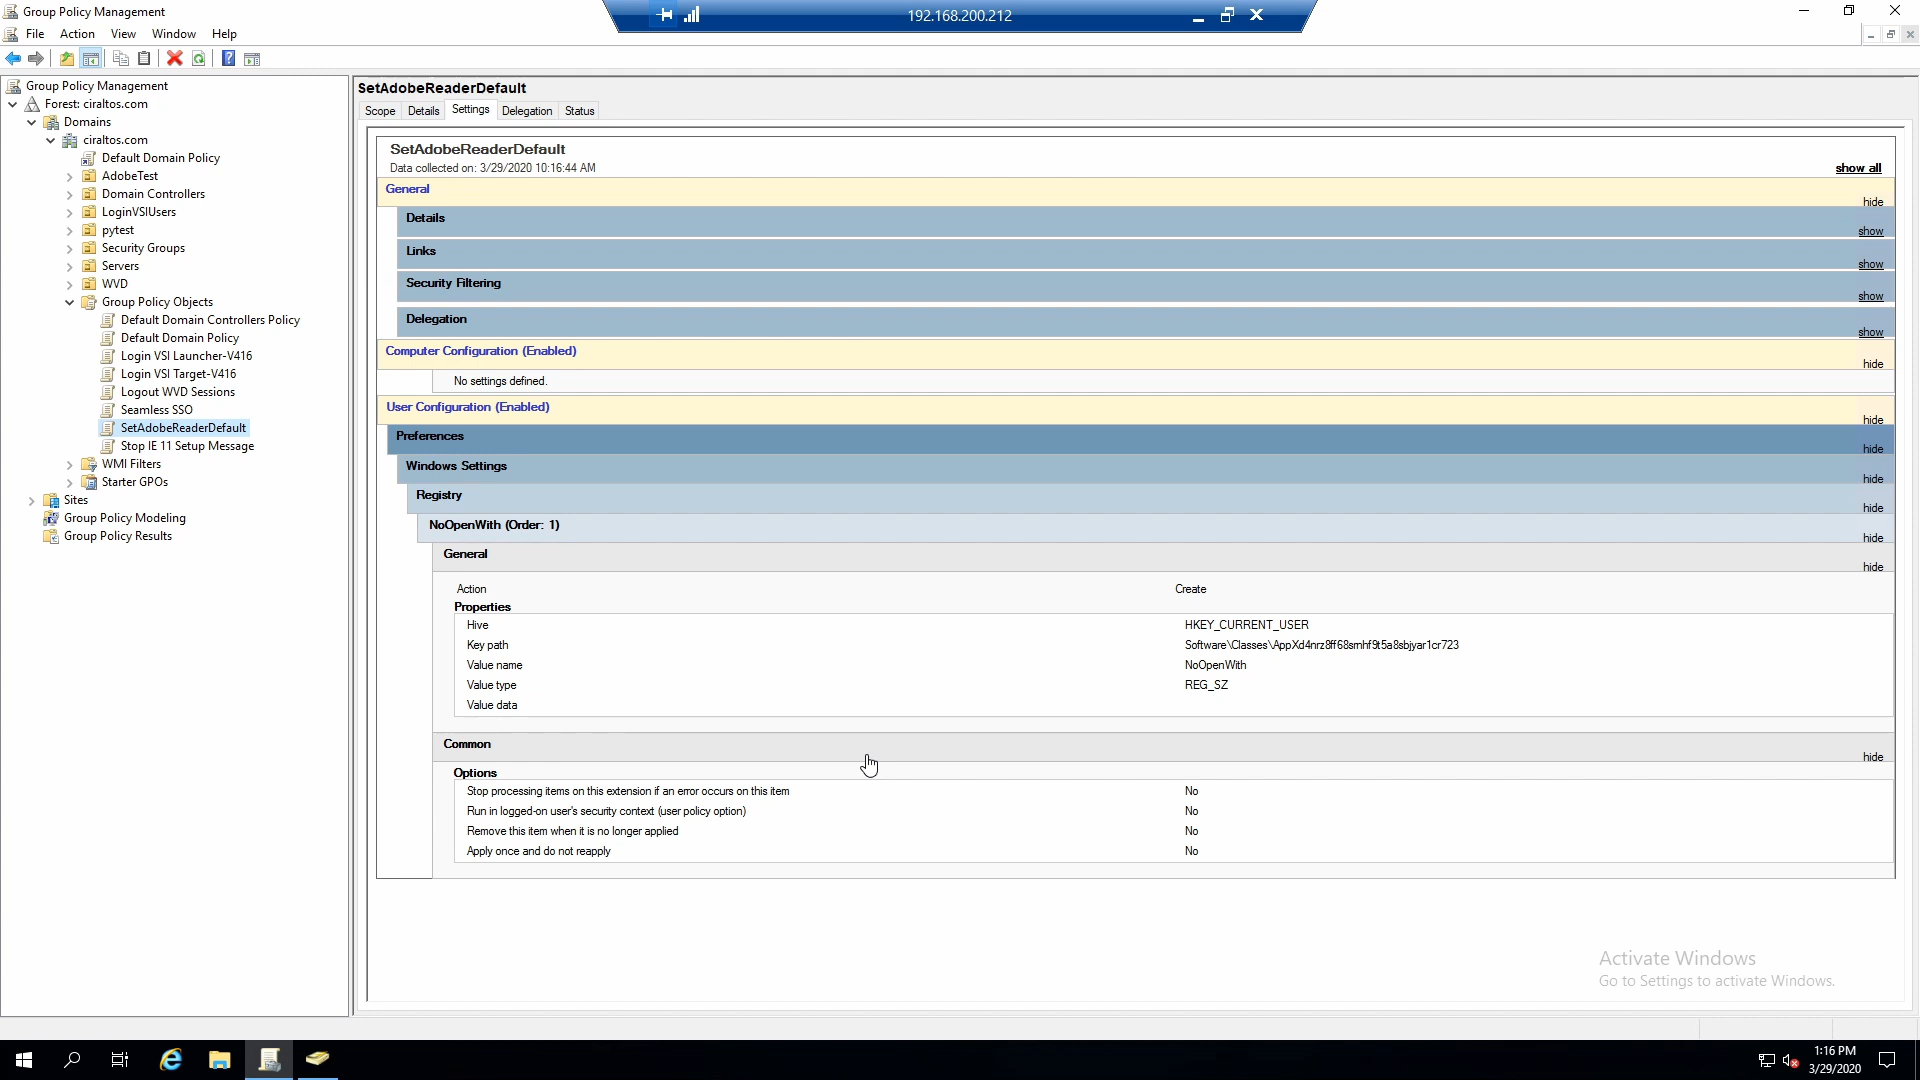 Group Policy Management
192.168.200.212
File Action View Window Help
Group Policy Management
Forest: ciraltos.com
Domains
ciraltos.com
Default Domain Policy
AdobeTest
Domain Controllers
LoginVSIUsers
pytest
Security Groups
Servers
WVD
Group Policy Objects
Default Domain Controllers Policy
Default Domain Policy
Login VSI Launcher-V416
Login VSI Target-V416
Logout WVD Sessions
Seamless SSO
SetAdobeReaderDefault
Stop IE 11 Setup Message
WMI Filters
Starter GPOs
Sites
Group Policy Modeling
Group Policy Results
SetAdobeReaderDefault
Scope Details Settings Delegation Status
SetAdobeReaderDefault
Data collected on: 3/29/2020 10:16:44 AM
show all
General
hide
Details
show
Links
show
Security Filtering
show
Delegation
show
Computer Configuration (Enabled)
hide
No settings defined.
User Configuration (Enabled)
hide
Preferences
hide
Windows Settings
hide
Registry
hide
NoOpenWith (Order: 1)
hide
General
hide
Action Create
Properties
Hive HKEY_CURRENT_USER
Key path Software\Classes\AppXd4nrz8ff68srnhf9t5a8sbjyar1cr723
Value name NoOpenWith
Value type REG_SZ
Value data
Common
hide
Options
Stop processing items on this extension if an error occurs on this item No
Run in logged-on user's security context (user policy option) No
Remove this item when it is no longer applied No
Apply once and do not reapply No
Activate Windows
Go to Settings to activate Windows.
1:16 PM
3/29/2020